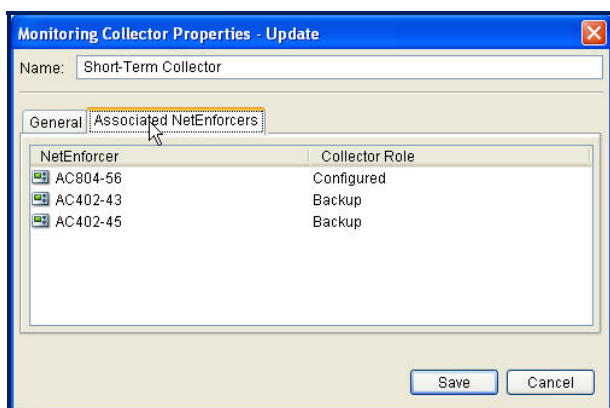 Monitoring Collector Properties - Update
Name: Short-Term Collector
General Associated NetEnforcers
NetEnforcer Collector Role
AC804-56 Configured
AC402-43 Backup
AC402-45 Backup
Save Cancel